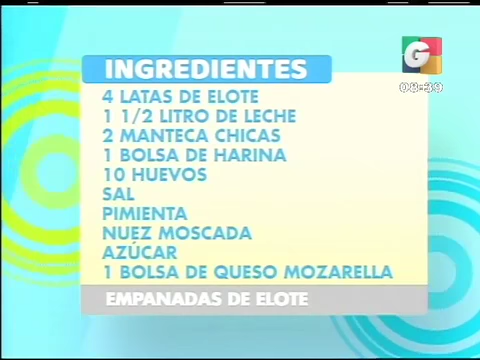 INGREDIENTES
G
08:39
4 LATAS DE ELOTE
1 1/2 LITRO DE LECHE
2 MANTECA CHICAS
1 BOLSA DE HARINA
10 HUEVOS
SAL
PIMIENTA
NUEZ MOSCADA
AZÚCAR
1 BOLSA DE QUESO MOZARELLA
EMPANADAS DE ELOTE